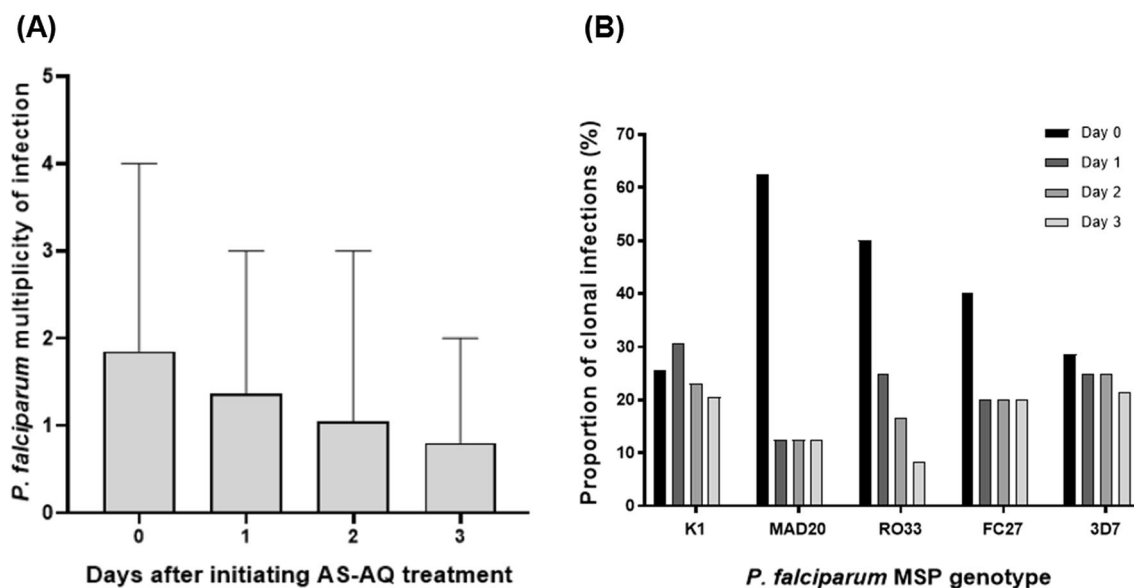 (A)
P. falciparum multiplicity of infection
5
4
3
2
1
0
0 1 2 3
Days after initiating AS-AQ treatment
(B)
Proportion of clonal infections (%)
70
60
50
40
30
20
10
0
Day 0
Day 1
Day 2
Day 3
K1 MAD20 RO33 FC27 3D7
P. falciparum MSP genotype